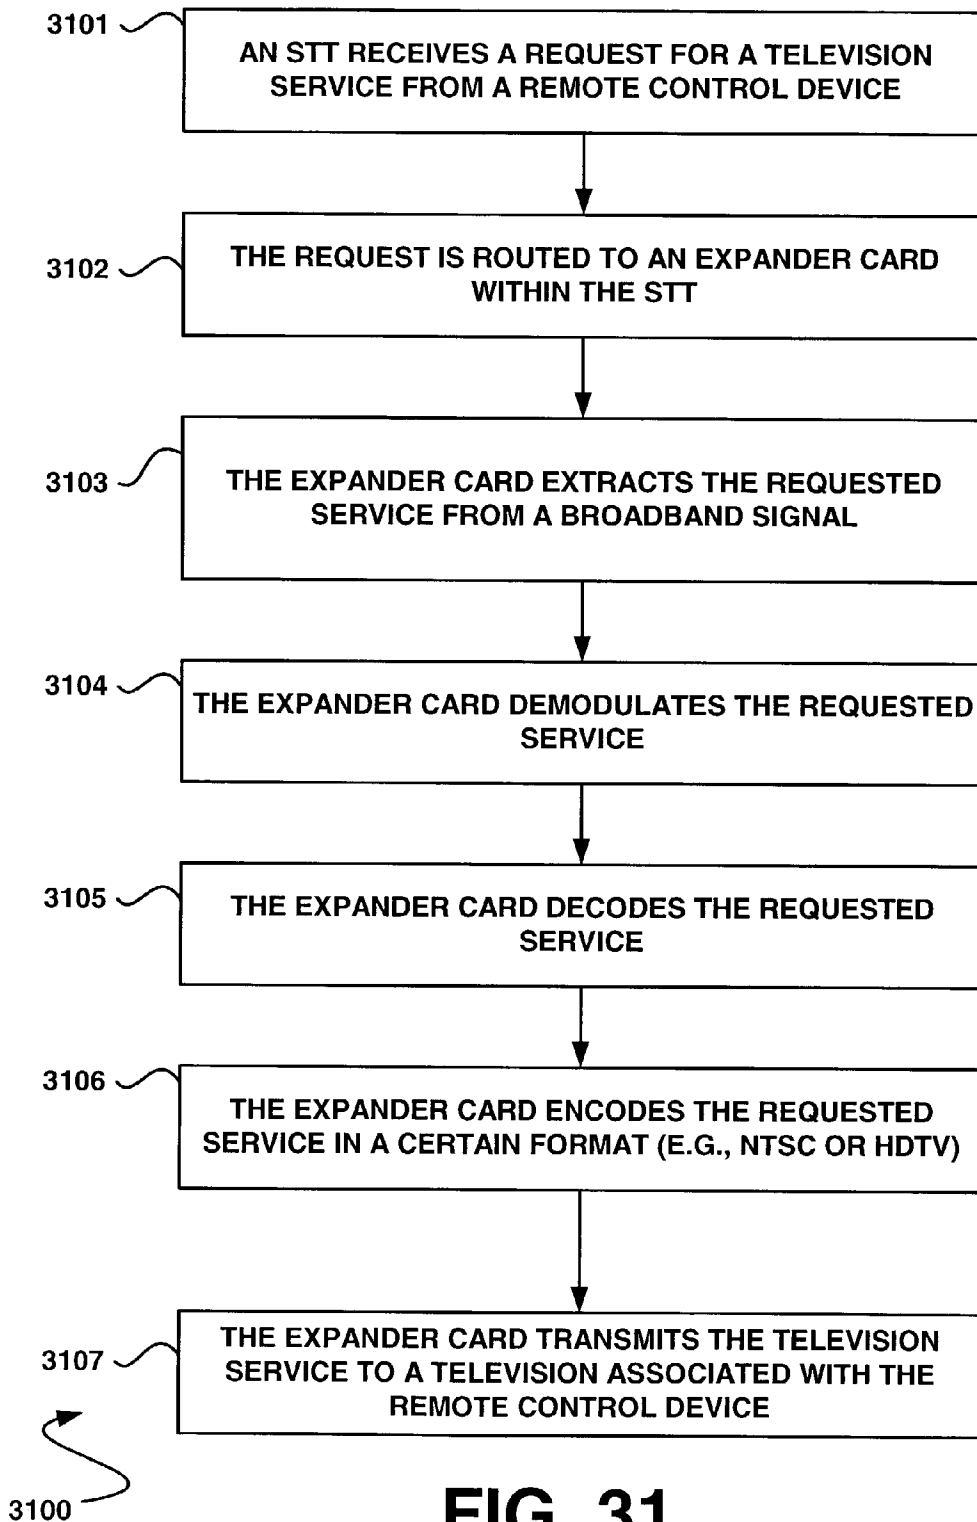 3101
AN STT RECEIVES A REQUEST FOR A TELEVISION
SERVICE FROM A REMOTE CONTROL DEVICE
3102
THE REQUEST IS ROUTED TO AN EXPANDER CARD
WITHIN THE STT
3103
THE EXPANDER CARD EXTRACTS THE REQUESTED
SERVICE FROM A BROADBAND SIGNAL
3104
THE EXPANDER CARD DEMODULATES THE REQUESTED
SERVICE
3105
THE EXPANDER CARD DECODES THE REQUESTED
SERVICE
3106
THE EXPANDER CARD ENCODES THE REQUESTED
SERVICE IN A CERTAIN FORMAT (E.G., NTSC OR HDTV)
3107
THE EXPANDER CARD TRANSMITS THE TELEVISION
SERVICE TO A TELEVISION ASSOCIATED WITH THE
REMOTE CONTROL DEVICE
3100
FIG. 31